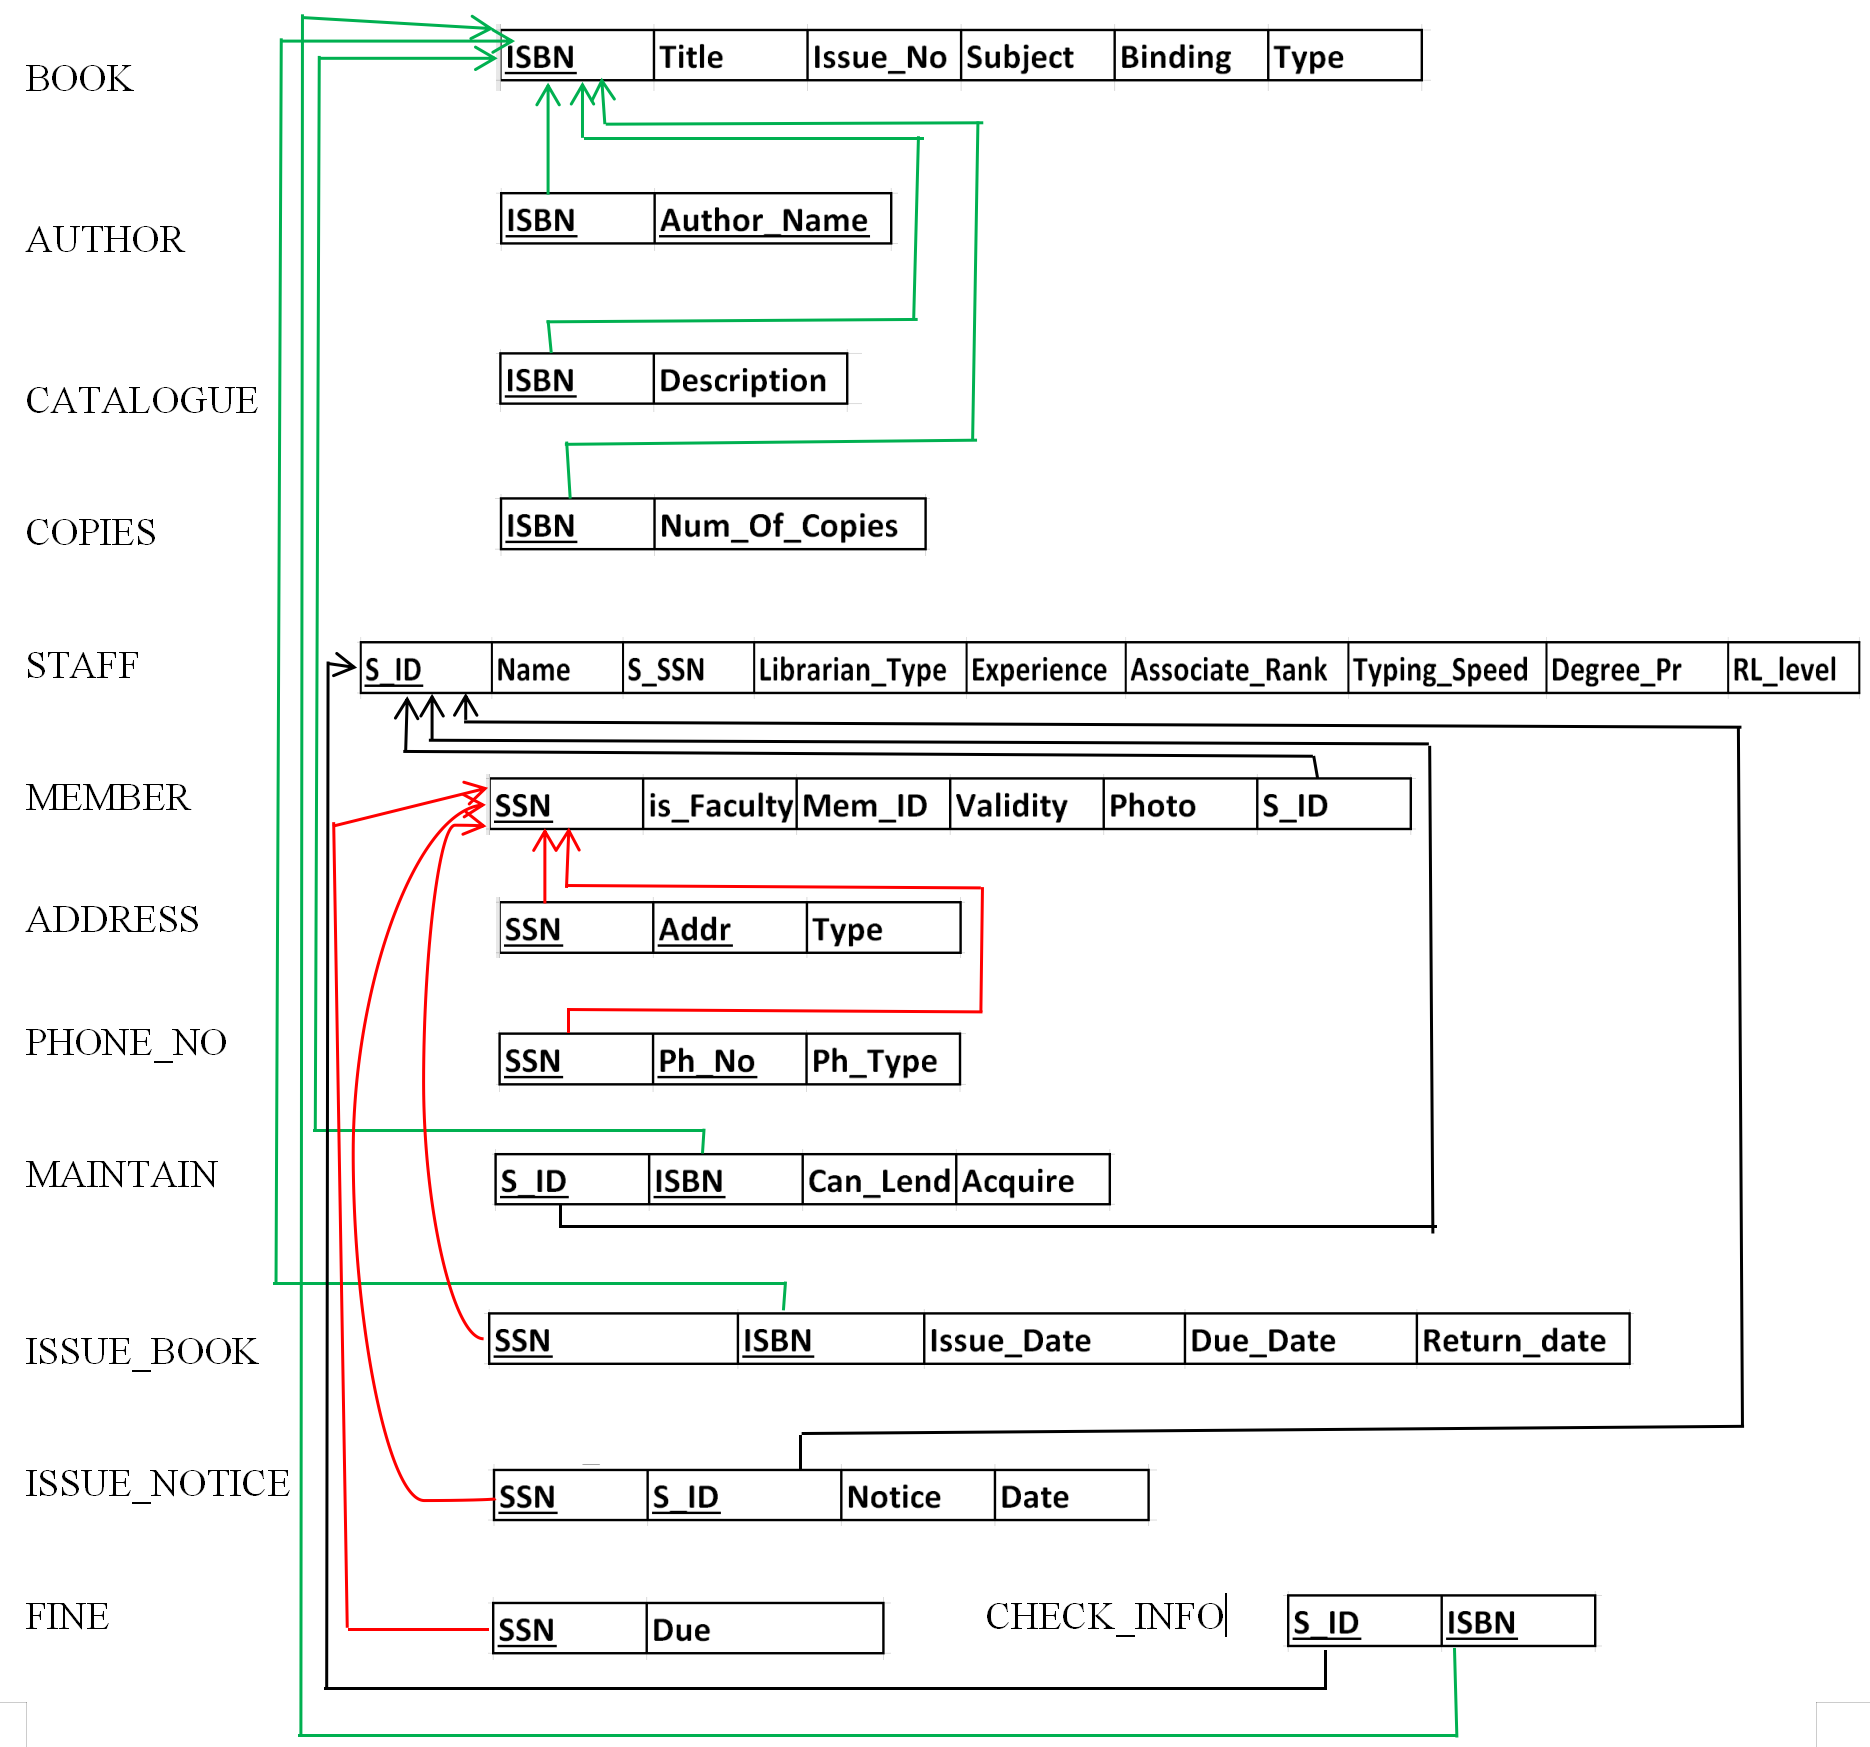 BOOK ISBN Title Issue_No Subject Binding Type
AUTHOR ISBN Author_Name
CATALOGUE ISBN Description
COPIES ISBN Num_Of_Copies
STAFF S_ID Name S_SSN Librarian_Type Experience Associate_Rank Typing_Speed Degree_Pr RL_level
MEMBER SSN is_Faculty Mem_ID Validity Photo S_ID
ADDRESS SSN Addr Type
PHONE_NO SSN Ph_No Ph_Type
MAINTAIN S_ID ISBN Can_Lend Acquire
ISSUE_BOOK SSN ISBN Issue_Date Due_Date Return_date
ISSUE_NOTICE SSN S_ID Notice Date
FINE SSN Due CHECK_INFO S_ID ISBN